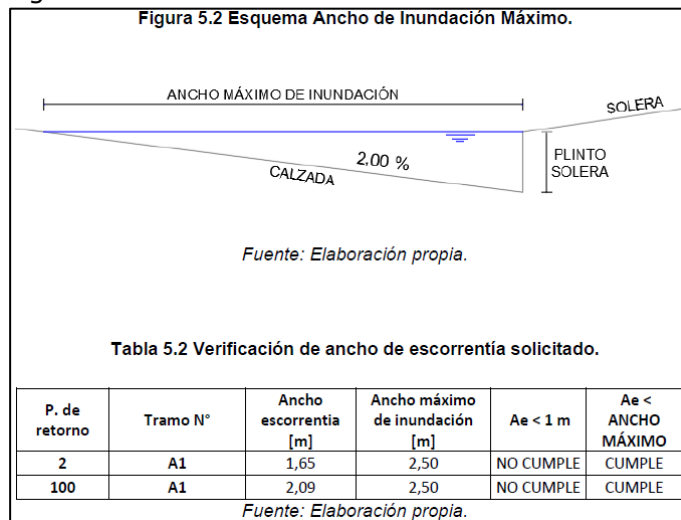 Figura 5.2 Esquema Ancho de Inundación Máximo.
ANCHO MÁXIMO DE INUNDACIÓN
SOLERA
2,00 %
CALZADA
PLINTO
SOLERA
Fuente: Elaboración propia.
Tabla 5.2 Verificación de ancho de escorrentía solicitado.
P. de retorno | Tramo N° | Ancho escorrentia [m] | Ancho máximo de inundación [m] | Ae < 1 m | Ae < ANCHO MÁXIMO
2 | A1 | 1,65 | 2,50 | NO CUMPLE | CUMPLE
100 | A1 | 2,09 | 2,50 | NO CUMPLE | CUMPLE
Fuente: Elaboración propia.